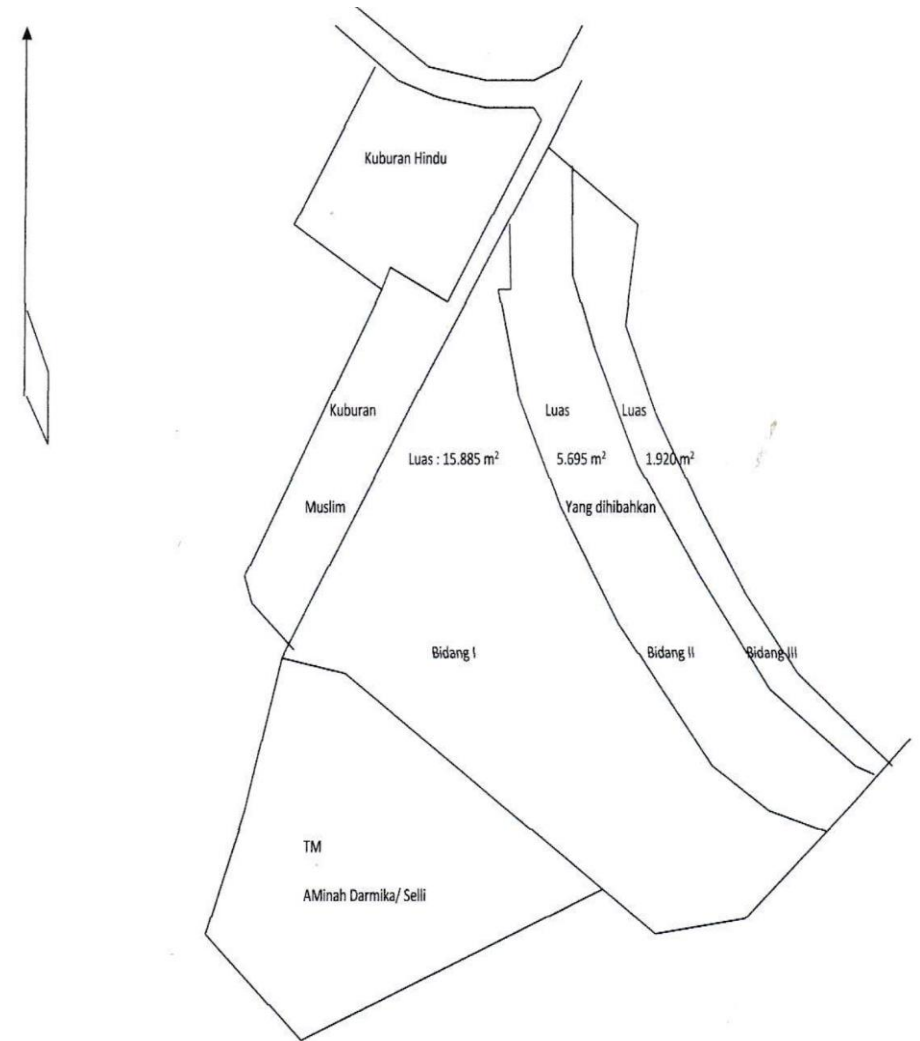 Kuburan Hindu
Kuburan
Muslim
Luas : 15.885 m²
Luas
5.695 m²
Yang dihibahkan
Luas
1.920 m²
Bidang I
Bidang II
Bidang III
TM
AMinah Darmika/ Selli